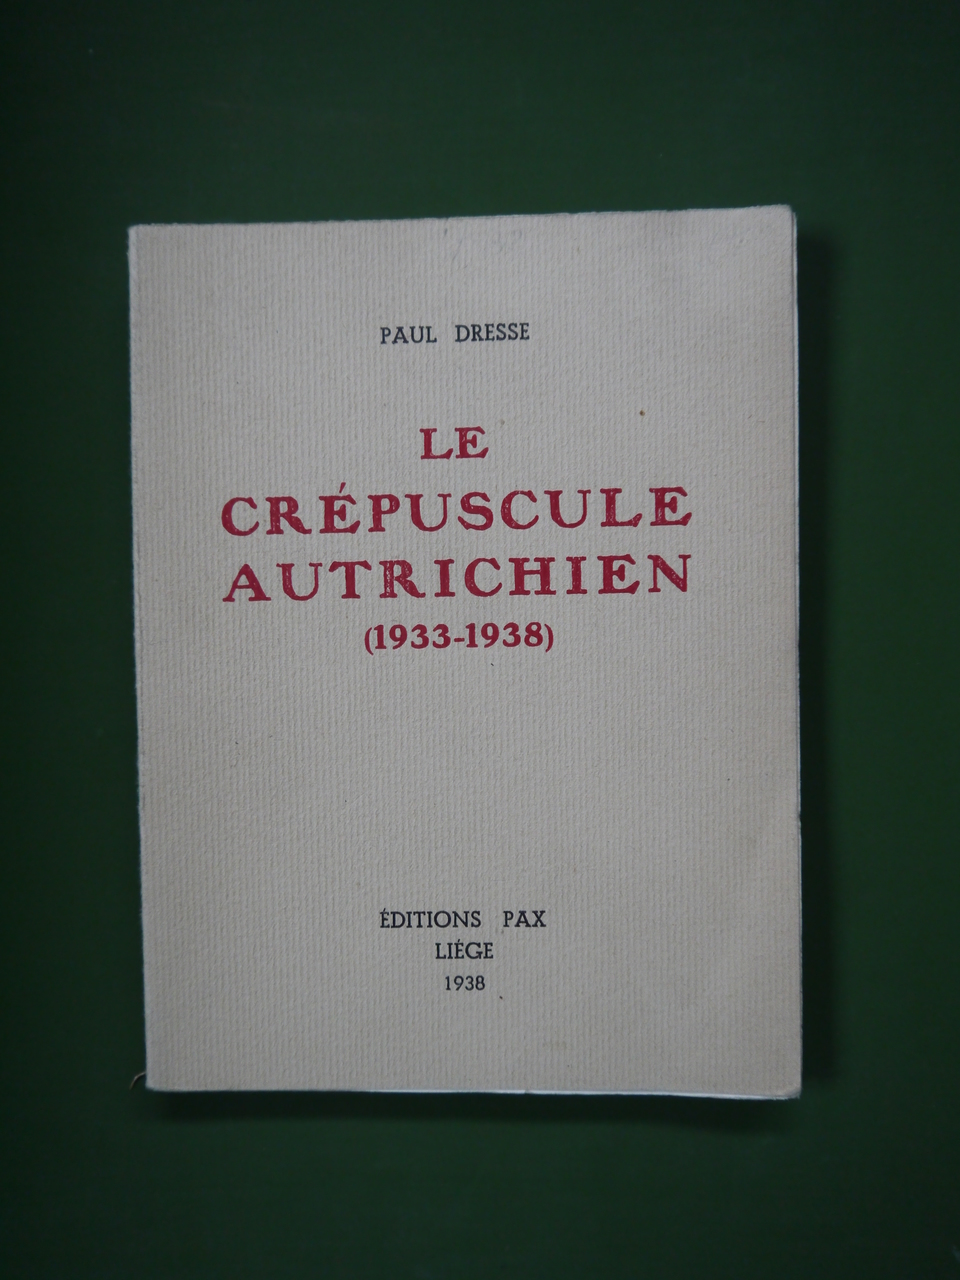 PAUL DRESSE
LE
CRÉPUSCULE
AUTRICHIEN
(1933-1938)
ÉDITIONS PAX
LIÉGE
1938